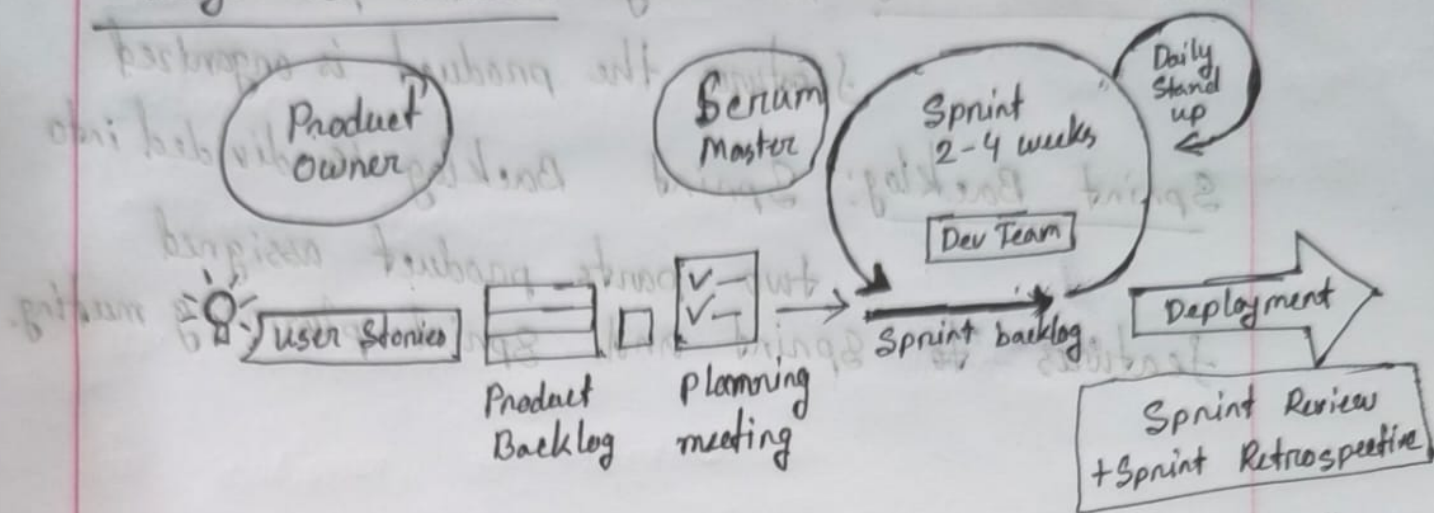 Product
owner
Scrum
Master
Sprint
2-4 weeks
Daily
Stand
up
Dev Team
User Stories
Product
Backlog
Planning
meeting
Sprint backlog
Deployment
Sprint Review
+Sprint Retrospective